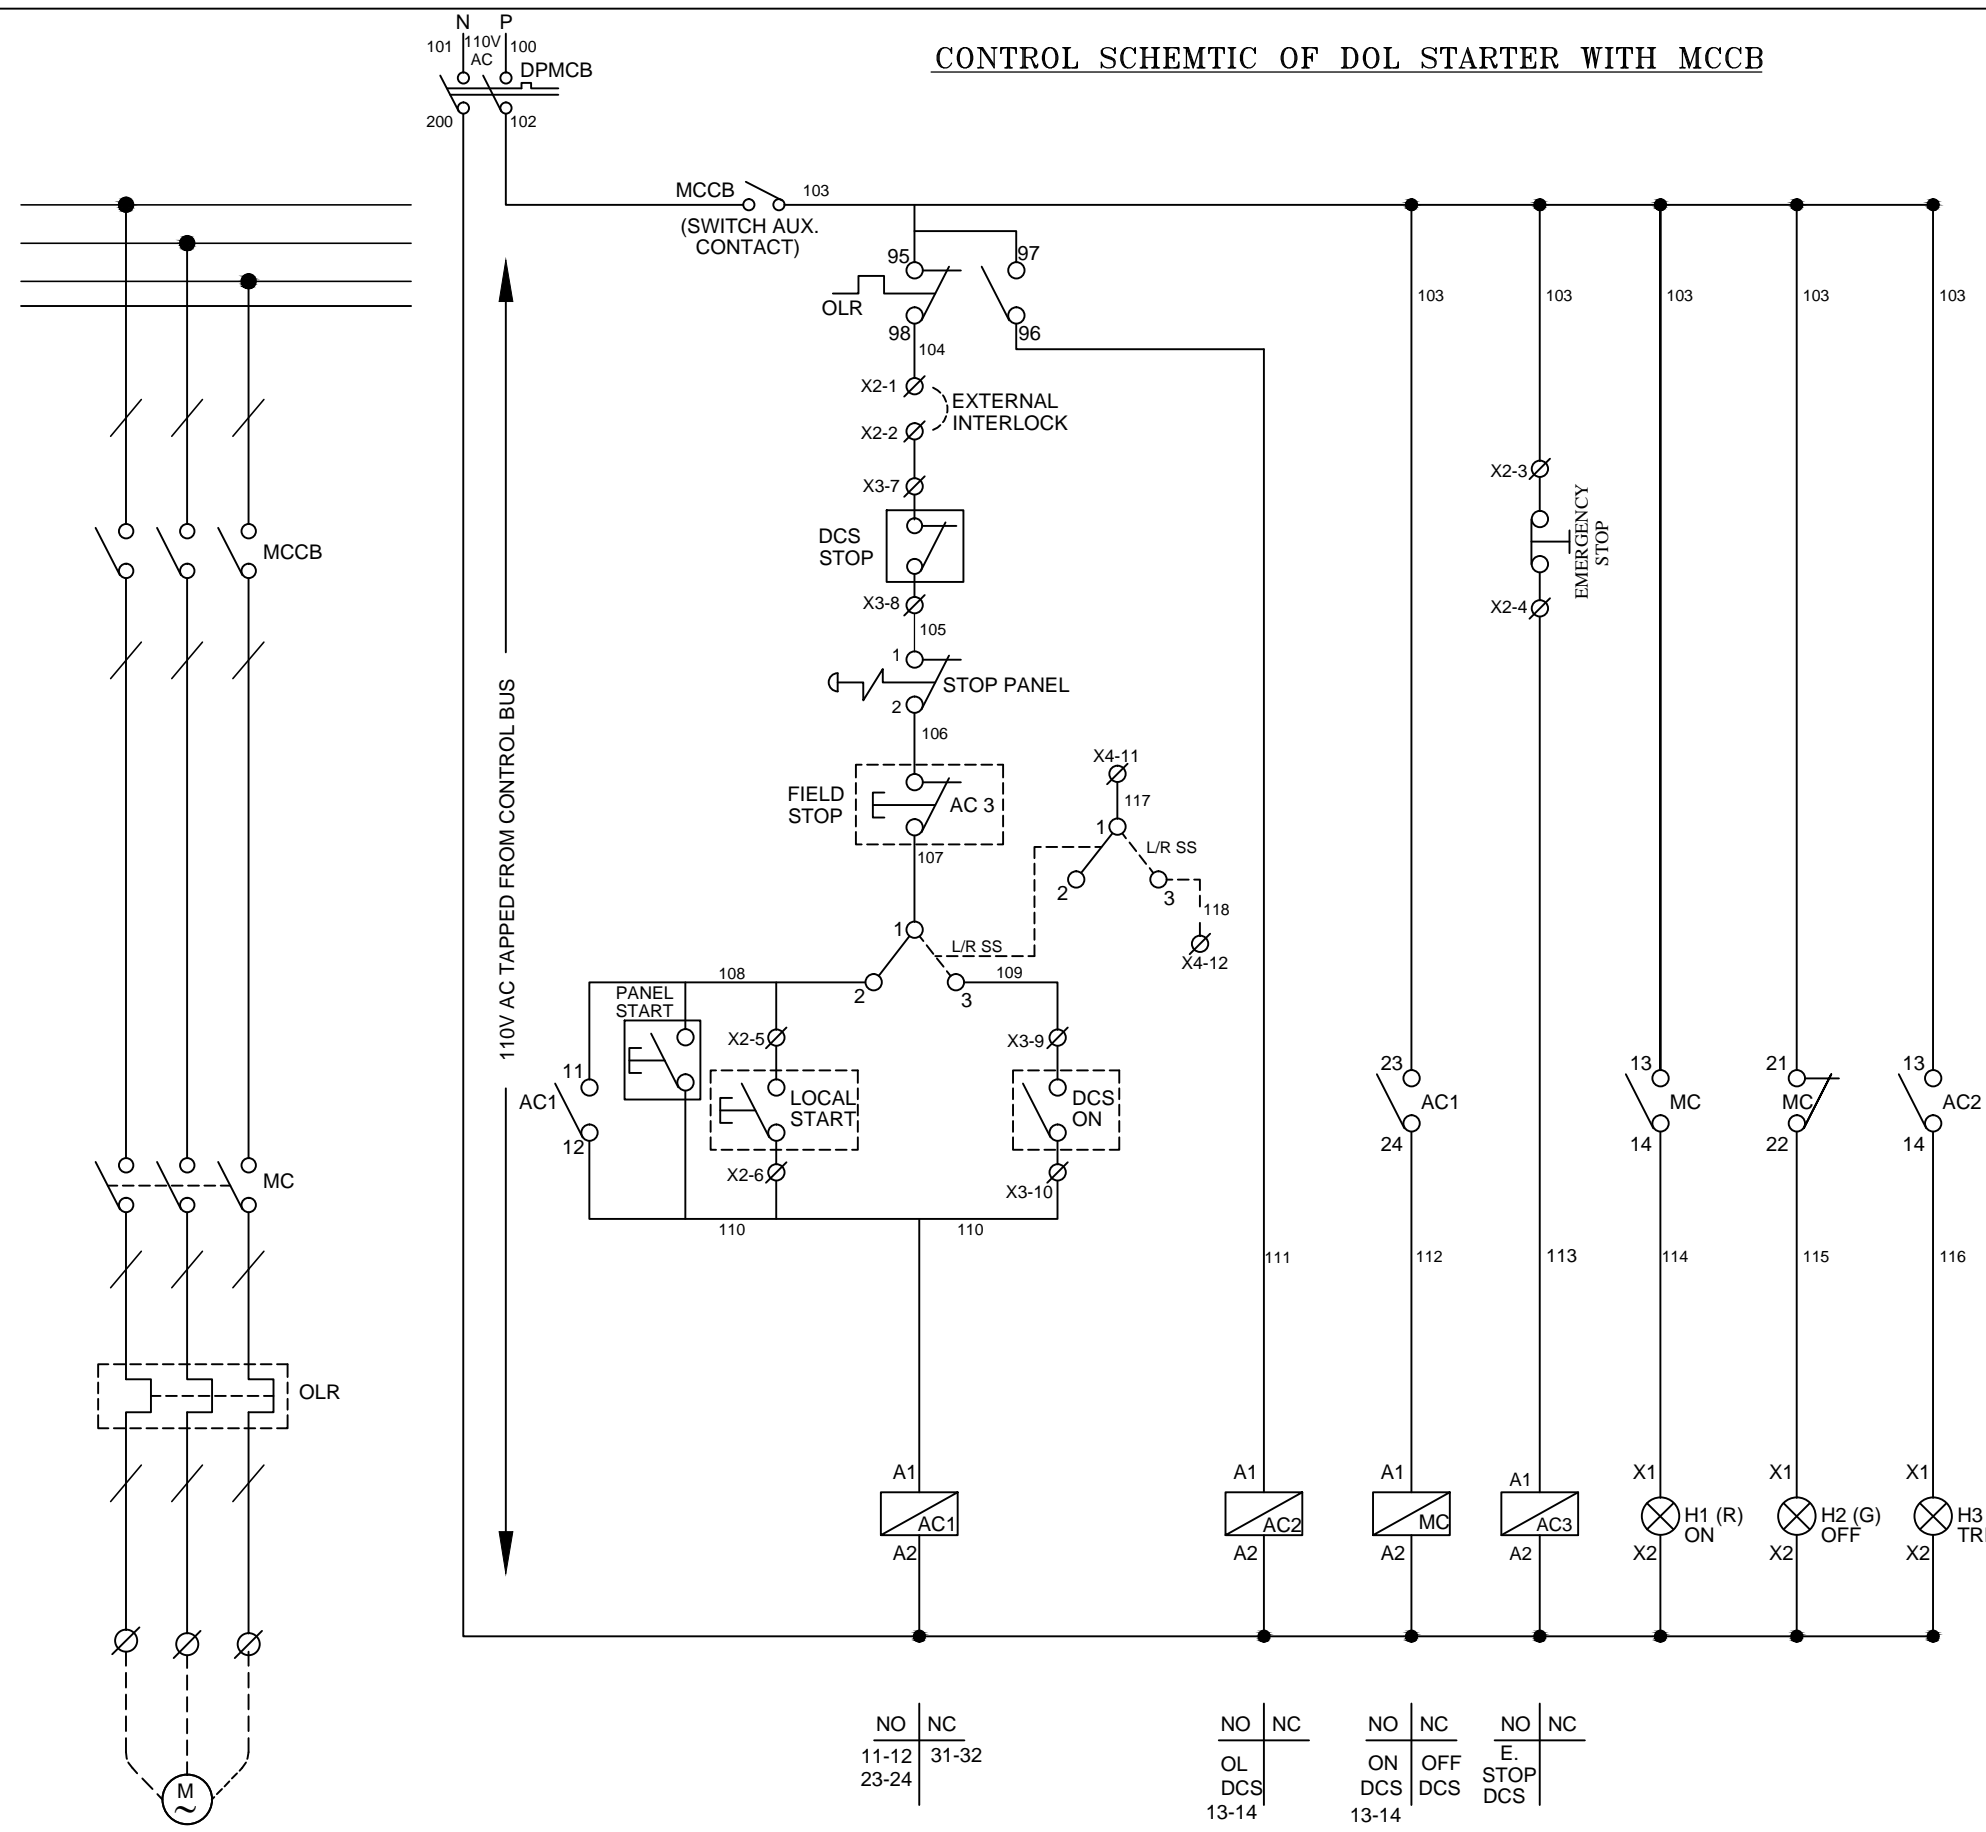 CONTROL SCHEMTIC OF DOL STARTER WITH MCCB
N P
101 110V AC 100
DPMCB
200 102
MCCB 103
(SWITCH AUX.
CONTACT)
95 97
OLR
98 96
104
X2-1
EXTERNAL
INTERLOCK
X2-2
X3-7
DCS
STOP
X3-8
105
1
STOP PANEL
2
106
FIELD
STOP
AC 3
107
X4-11
117
1
L/R SS
2 3
118
X4-12
1
L/R SS
108 109
2 3
PANEL
START
X2-5
X3-9
11
AC1
12
LOCAL
START
DCS
ON
X2-6
X3-10
110 110
110V AC TAPPED FROM CONTROL BUS
103 103 103 103 103
X2-3
EMERGENCY
STOP
X2-4
23 13 21 13
AC1 MC MC AC2
24 14 22 14
111 112 113 114 115 116
A1 A1 A1 A1 X1 X1 X1
AC1 AC2 MC AC3
H1 (R)
ON
H2 (G)
OFF
H3
A2 A2 A2 A2 X2 X2 X2
MCCB
MC
OLR
M
~
NO NC
11-12 31-32
23-24
NO NC
OL
DCS
13-14
NO NC
ON OFF
DCS DCS
13-14
NO NC
E.
STOP
DCS